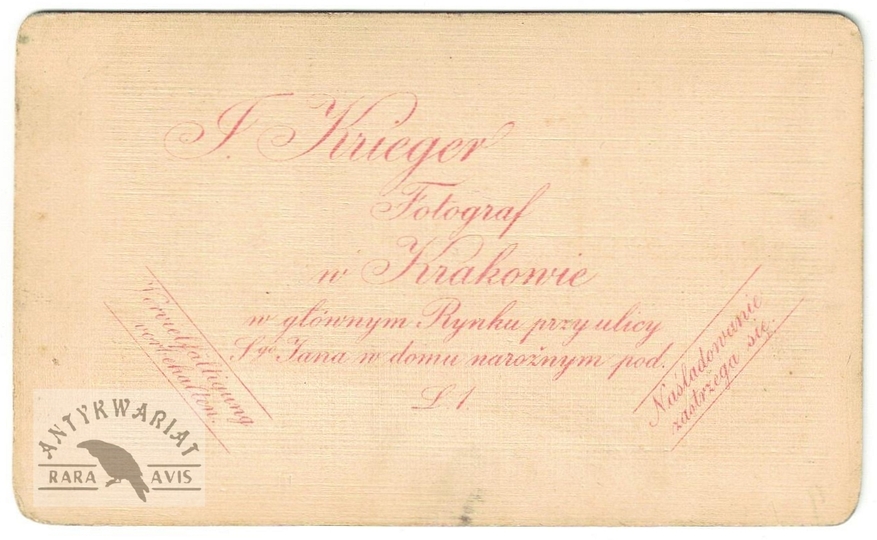 I. Krieger
Fotograf
w Krakowie
w głównym Rynku przy ulicy
Sgo. Jana w domu narożnym pod.
L 1.
Vervielfältigung
vorbehalten.
Naśladowanie
zastrzega się.
ANTYKWARIAT
RARA AVIS